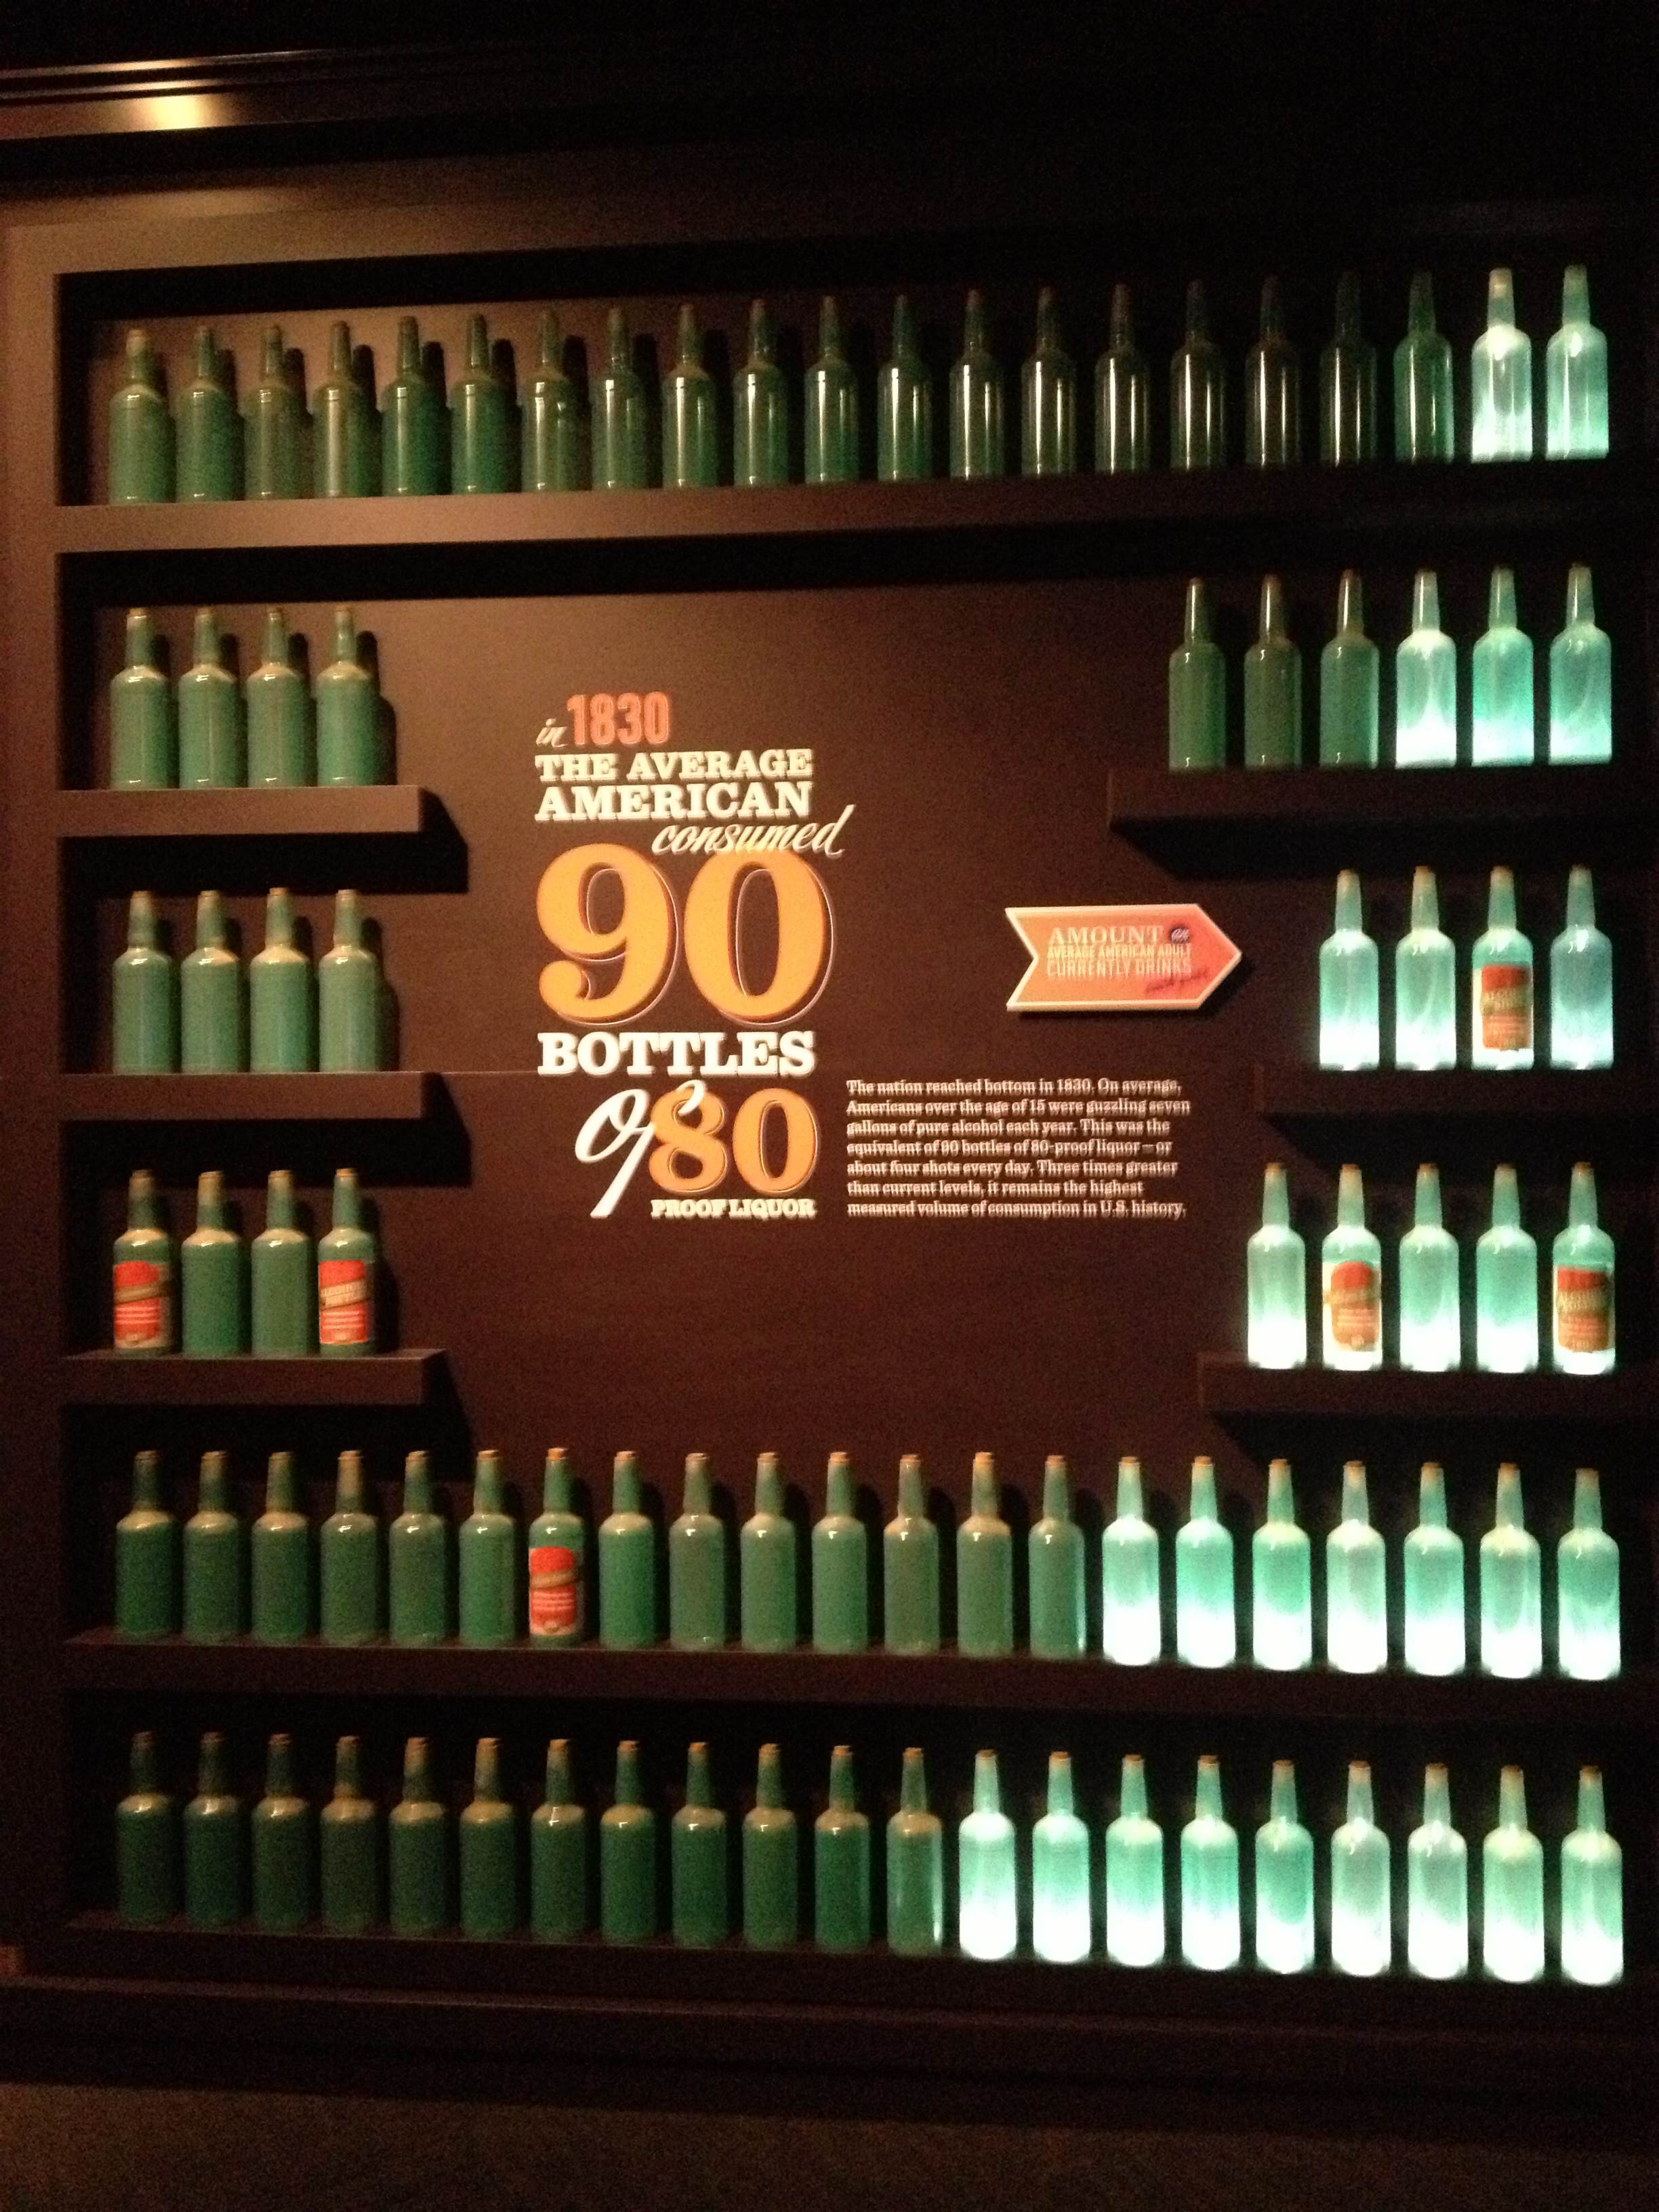 in 1830
THE AVERAGE
AMERICAN
consumed
90
BOTTLES
of 80
PROOF LIQUOR
AMOUNT an
AVERAGE AMERICAN ADULT
CURRENTLY DRINKS
The nation reached bottom in 1830. On average,
Americans over the age of 15 were guzzling seven
gallons of pure alcohol each year. This was the
equivalent of 90 bottles of 80-proof liquor—or
about four shots every day. Three times greater
than current levels, it remains the highest
measured volume of consumption in U.S. history.